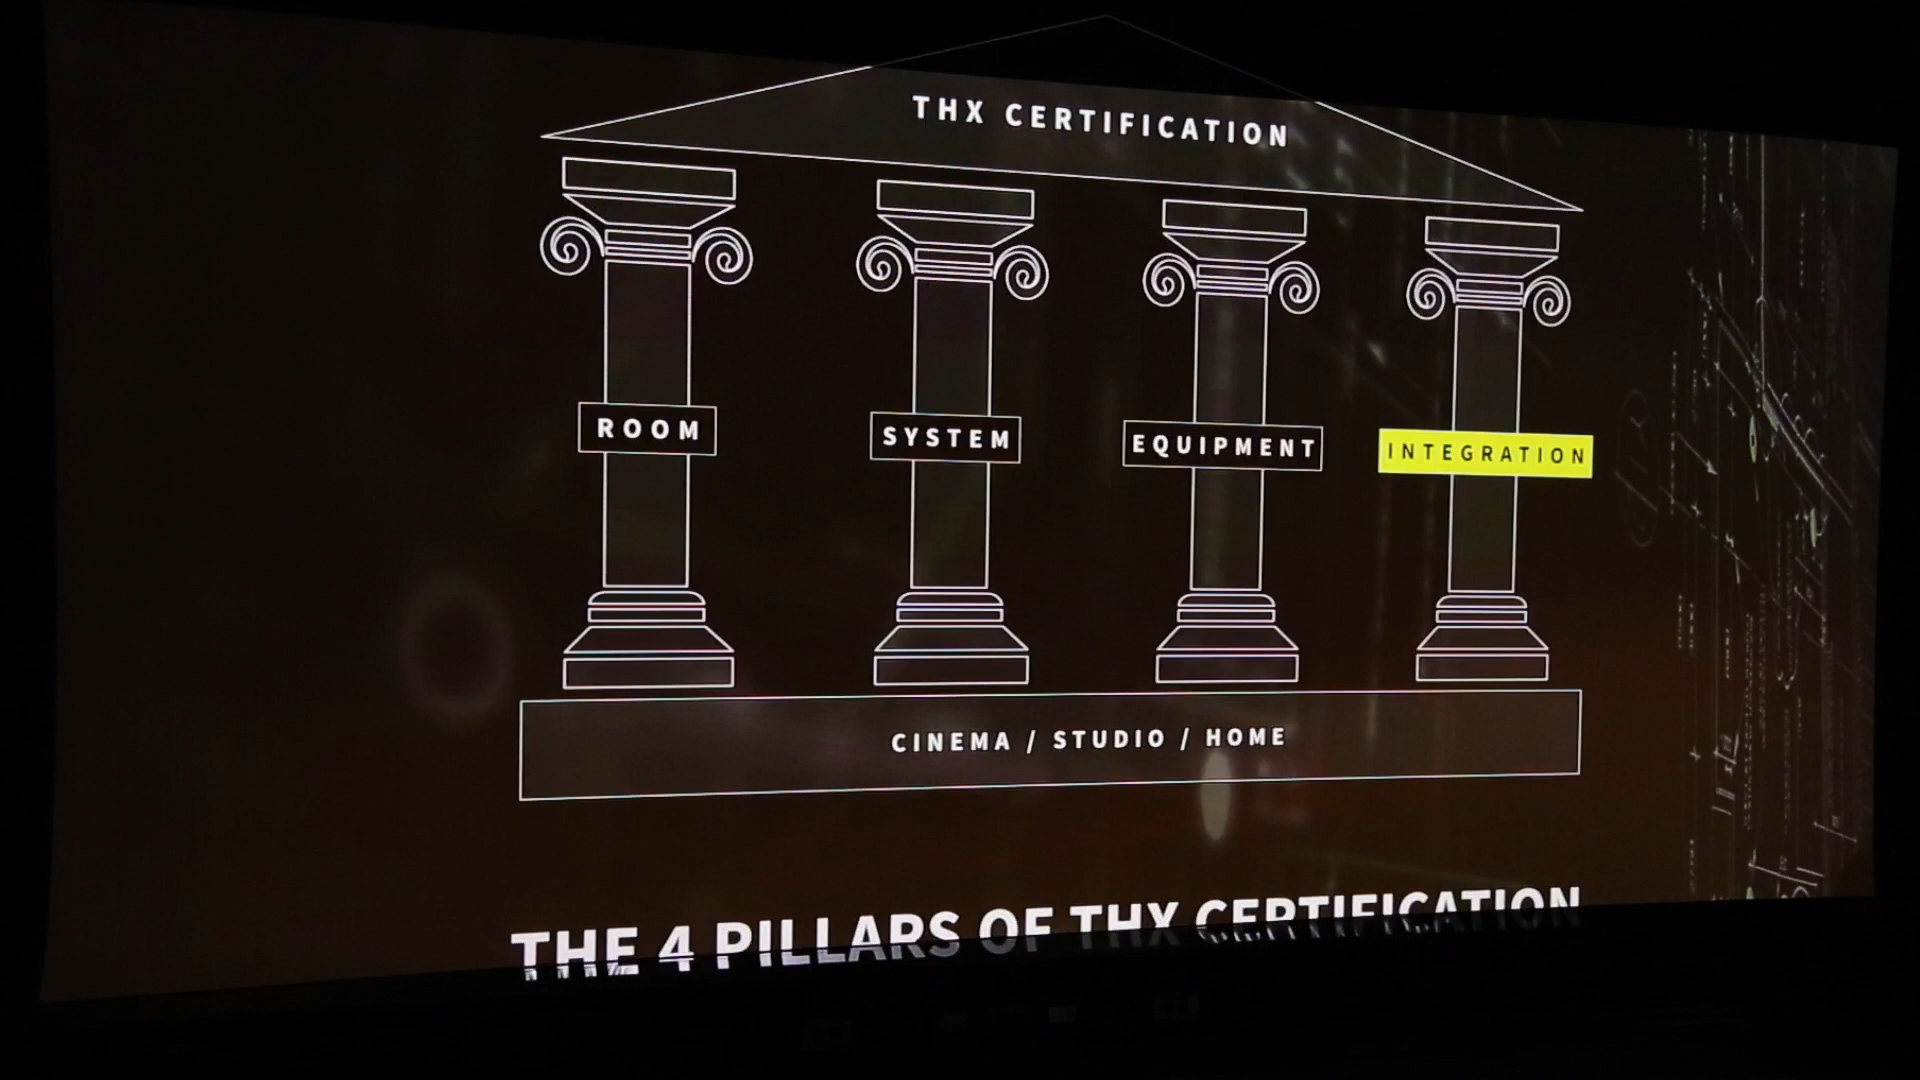 THX CERTIFICATION
ROOM
SYSTEM
EQUIPMENT
INTEGRATION
CINEMA / STUDIO / HOME
THE 4 PILLARS OF THX CERTIFICATION